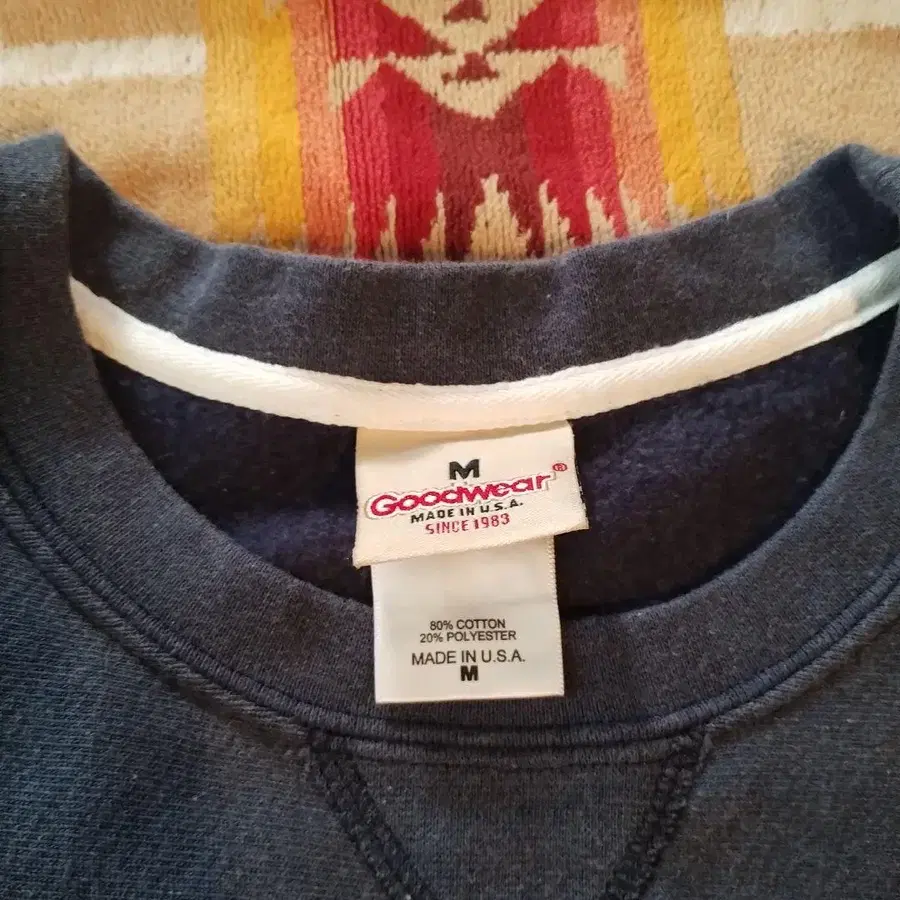 M
Goodwear®
MADE IN U.S.A.
SINCE 1983
80% COTTON
20% POLYESTER
MADE IN U.S.A.
M